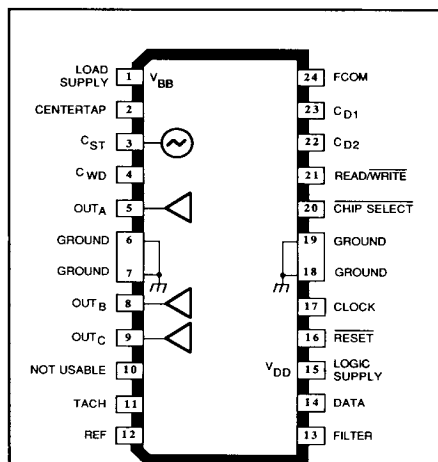 LOAD SUPPLY 1 V_BB
CENTERTAP 2
C_ST 3
C_WD 4
OUT_A 5
GROUND 6
GROUND 7
OUT_B 8
OUT_C 9
NOT USABLE 10
TACH 11
REF 12
24 FCOM
23 C_D1
22 C_D2
21 READ/WRITE
20 CHIP SELECT
19 GROUND
18 GROUND
17 CLOCK
16 RESET
V_DD 15 LOGIC SUPPLY
14 DATA
13 FILTER